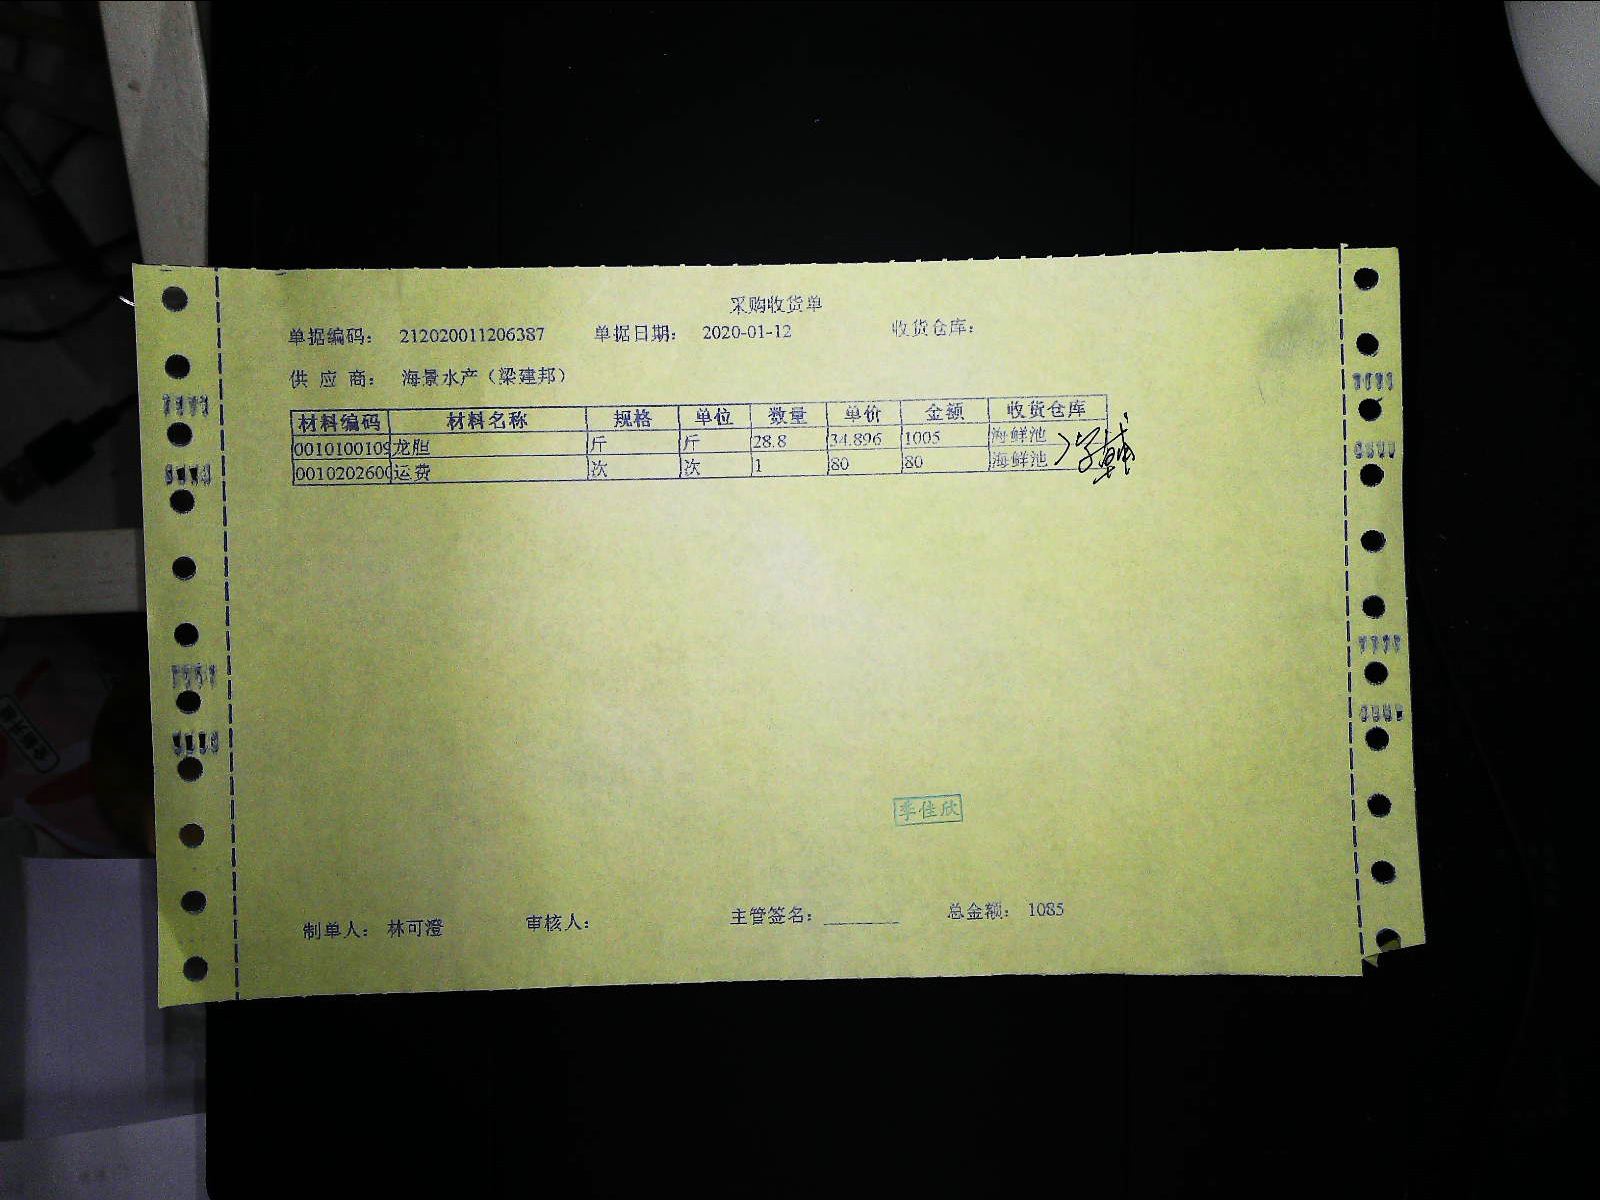 采购收货单
单据编码： 212020011206387 单据日期： 2020-01-12 收货仓库：
供 应 商： 海景水产（梁建邦）
材料编码 材料名称 规格 单位 数量 单价 金额 收货仓库
0010100109 龙胆 斤 斤 28.8 34.896 1005 海鲜池
0010202600 运费 次 次 1 80 80 海鲜池
李佳欣
制单人： 林可澄 审核人： 主管签名： 总金额： 1085